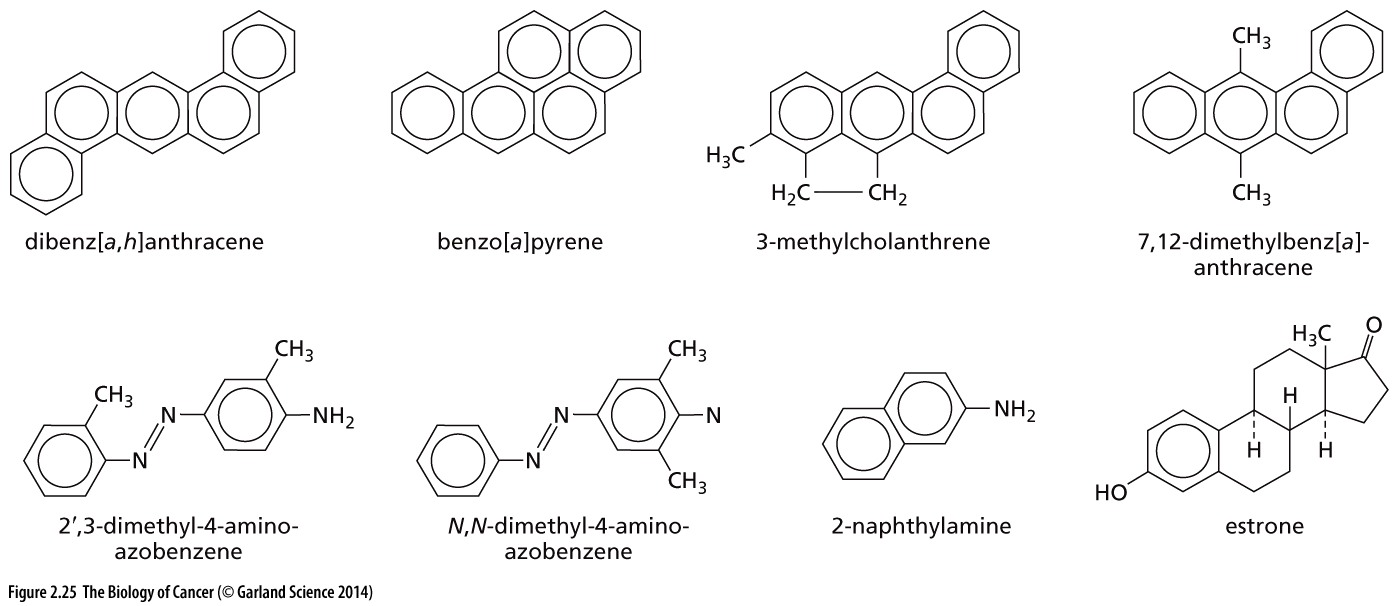 CH₃
H₃C
H₂C
CH₂
CH₃
dibenz[a,h]anthracene
benzo[a]pyrene
3-methylcholanthrene
7,12-dimethylbenz[a]-
anthracene
CH₃
CH₃
N
N
NH₂
CH₃
N
N
N
CH₃
NH₂
H₃C
O
H
H
H
HO
2′,3-dimethyl-4-amino-
azobenzene
N,N-dimethyl-4-amino-
azobenzene
2-naphthylamine
estrone
Figure 2.25 The Biology of Cancer (© Garland Science 2014)